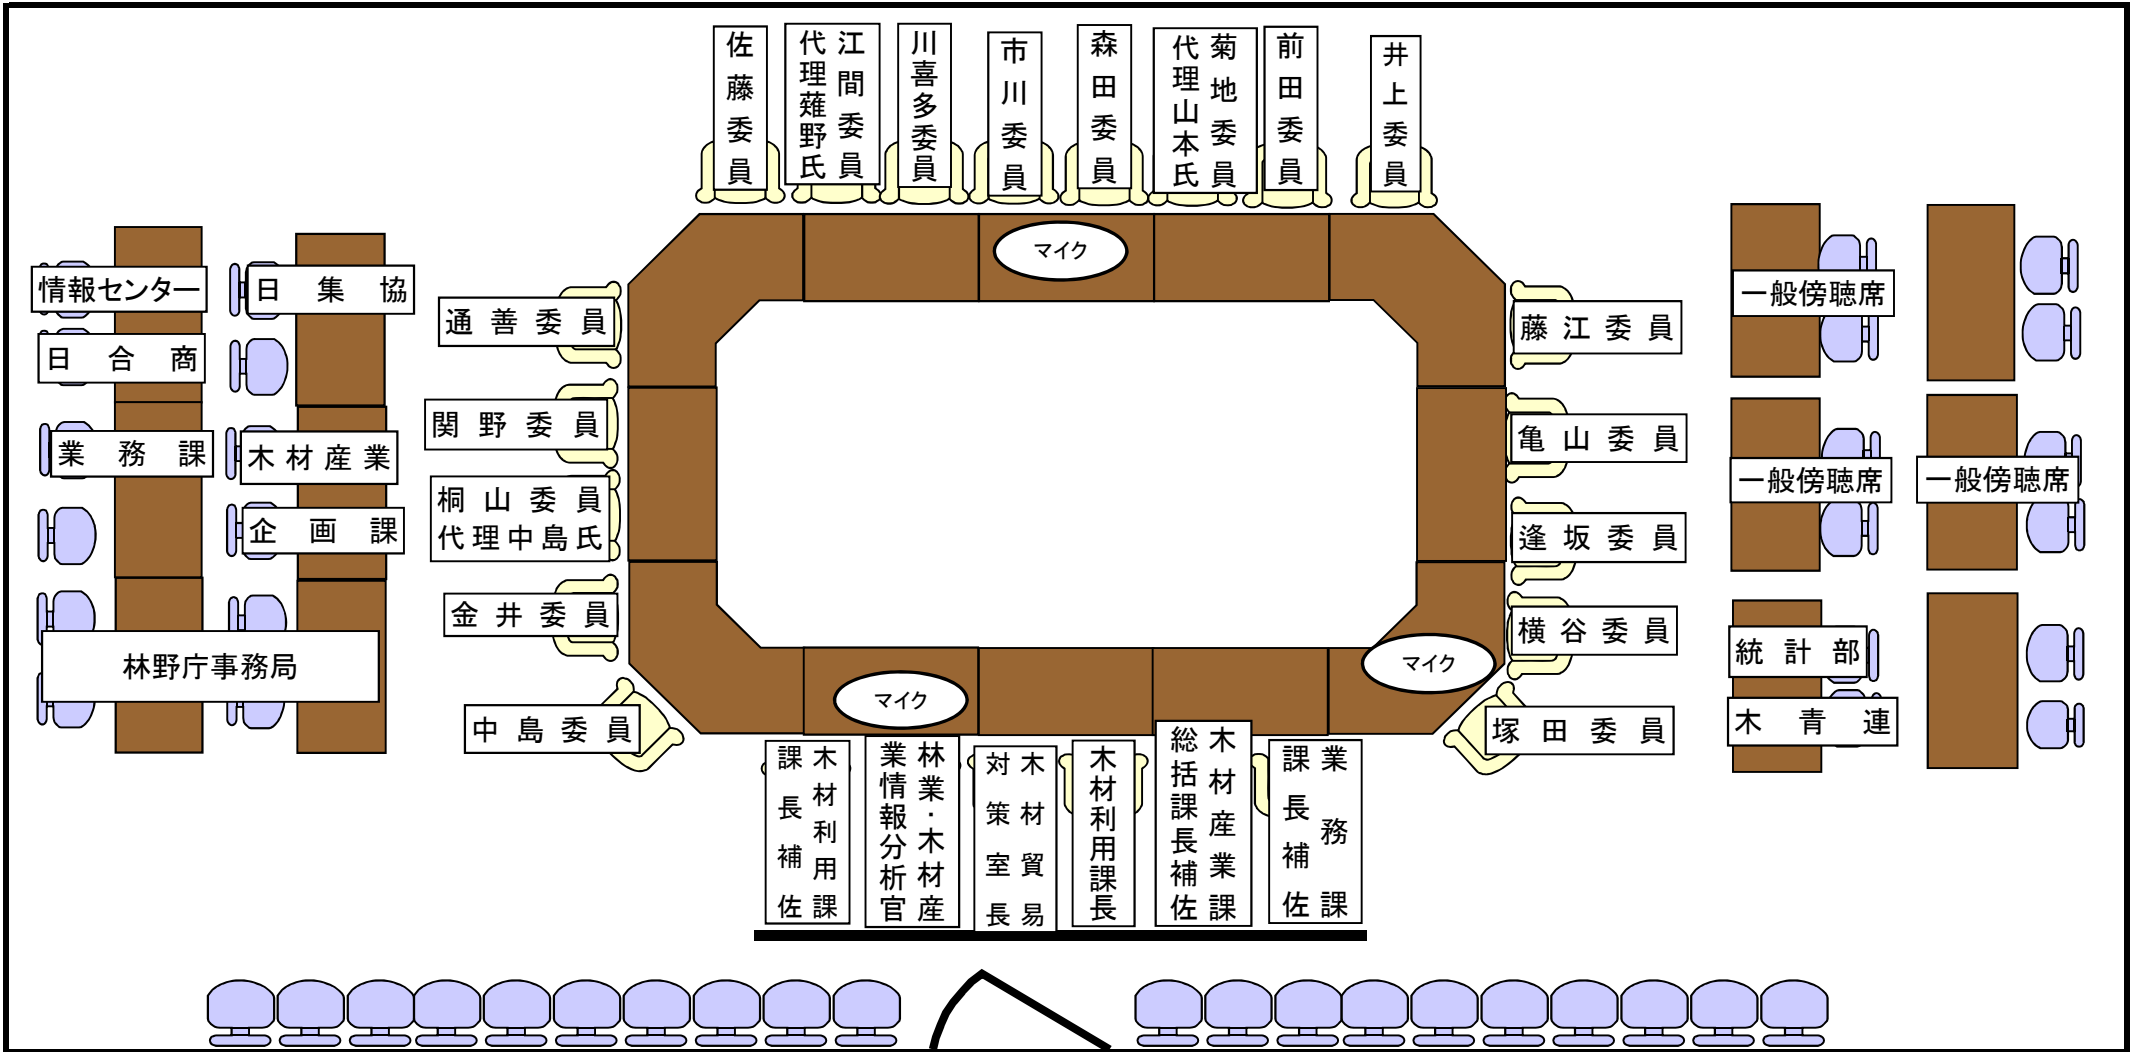 佐藤委員
江間委員
代理薙野氏
川喜多委員
市川委員
森田委員
菊地委員
代理山本氏
前田委員
井上委員
マイク
情報センター
日集協
日合商
業務課
木材産業
企画課
林野庁事務局
通善委員
関野委員
桐山委員
代理中島氏
金井委員
中島委員
藤江委員
亀山委員
逢坂委員
横谷委員
塚田委員
マイク
マイク
一般傍聴席
一般傍聴席
一般傍聴席
統計部
木青連
木材利用課
課長補佐
林業・木材産
業情報分析官
木材貿易
対策室長
木材利用課長
木材産業課
総括課長補佐
業務課
課長補佐